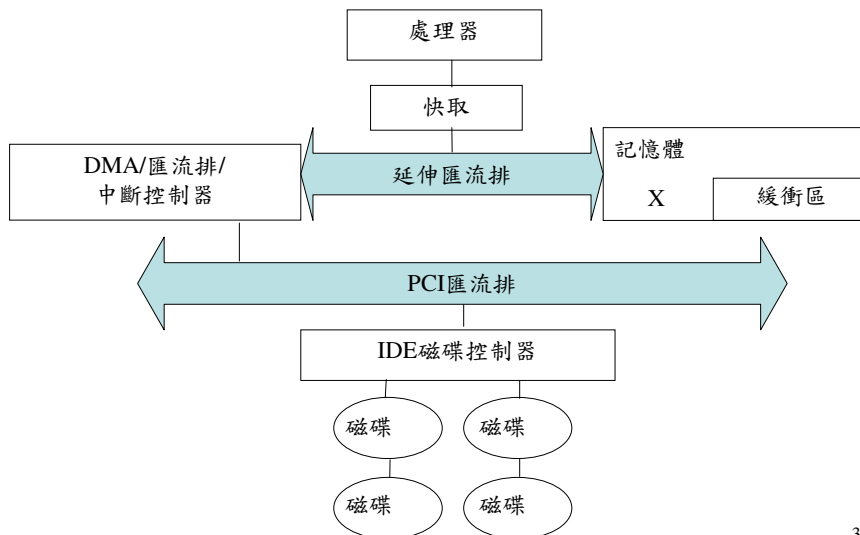 處理器
快取
DMA/匯流排/
中斷控制器
延伸匯流排
記憶體
X
緩衝區
PCI匯流排
IDE磁碟控制器
磁碟
磁碟
磁碟
磁碟
3